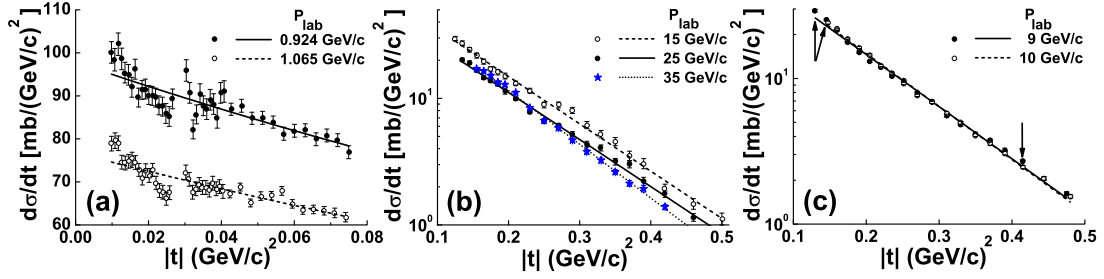 dσ/dt [mb/(GeV/c)²]
110
100
90
80
70
60
P_lab
0.924 GeV/c
1.065 GeV/c
(a)
0.00 0.02 0.04 0.06 0.08
|t| (GeV/c)²
dσ/dt [mb/(GeV/c)²]
10¹
10⁰
P_lab
15 GeV/c
25 GeV/c
35 GeV/c
(b)
0.1 0.2 0.3 0.4 0.5
|t| (GeV/c)²
dσ/dt [mb/(GeV/c)²]
10¹
10⁰
P_lab
9 GeV/c
10 GeV/c
(c)
0.1 0.2 0.3 0.4 0.5
|t| (GeV/c)²